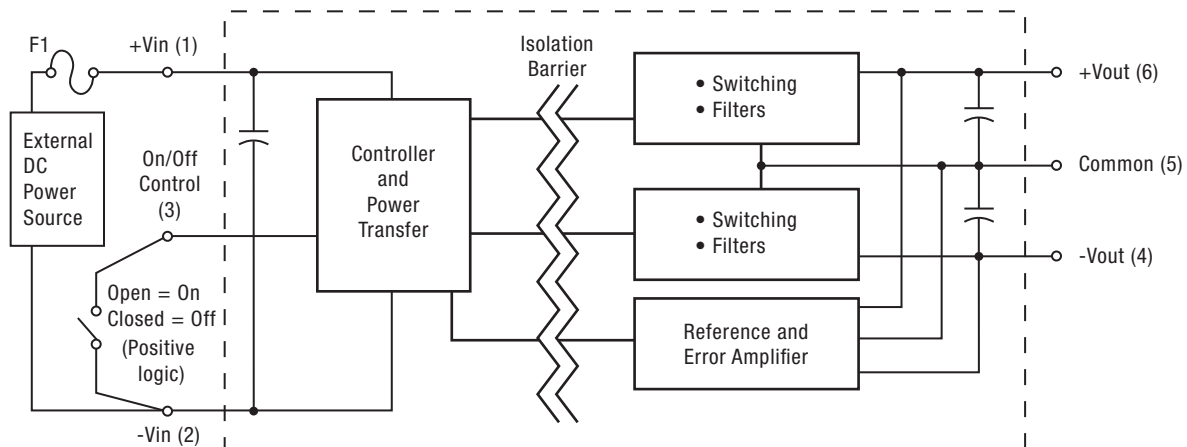 F1
+Vin (1)
External
DC
Power
Source
On/Off
Control
(3)
Open = On
Closed = Off
(Positive
logic)
-Vin (2)
Controller
and
Power
Transfer
Isolation
Barrier
• Switching
• Filters
• Switching
• Filters
Reference and
Error Amplifier
+Vout (6)
Common (5)
-Vout (4)